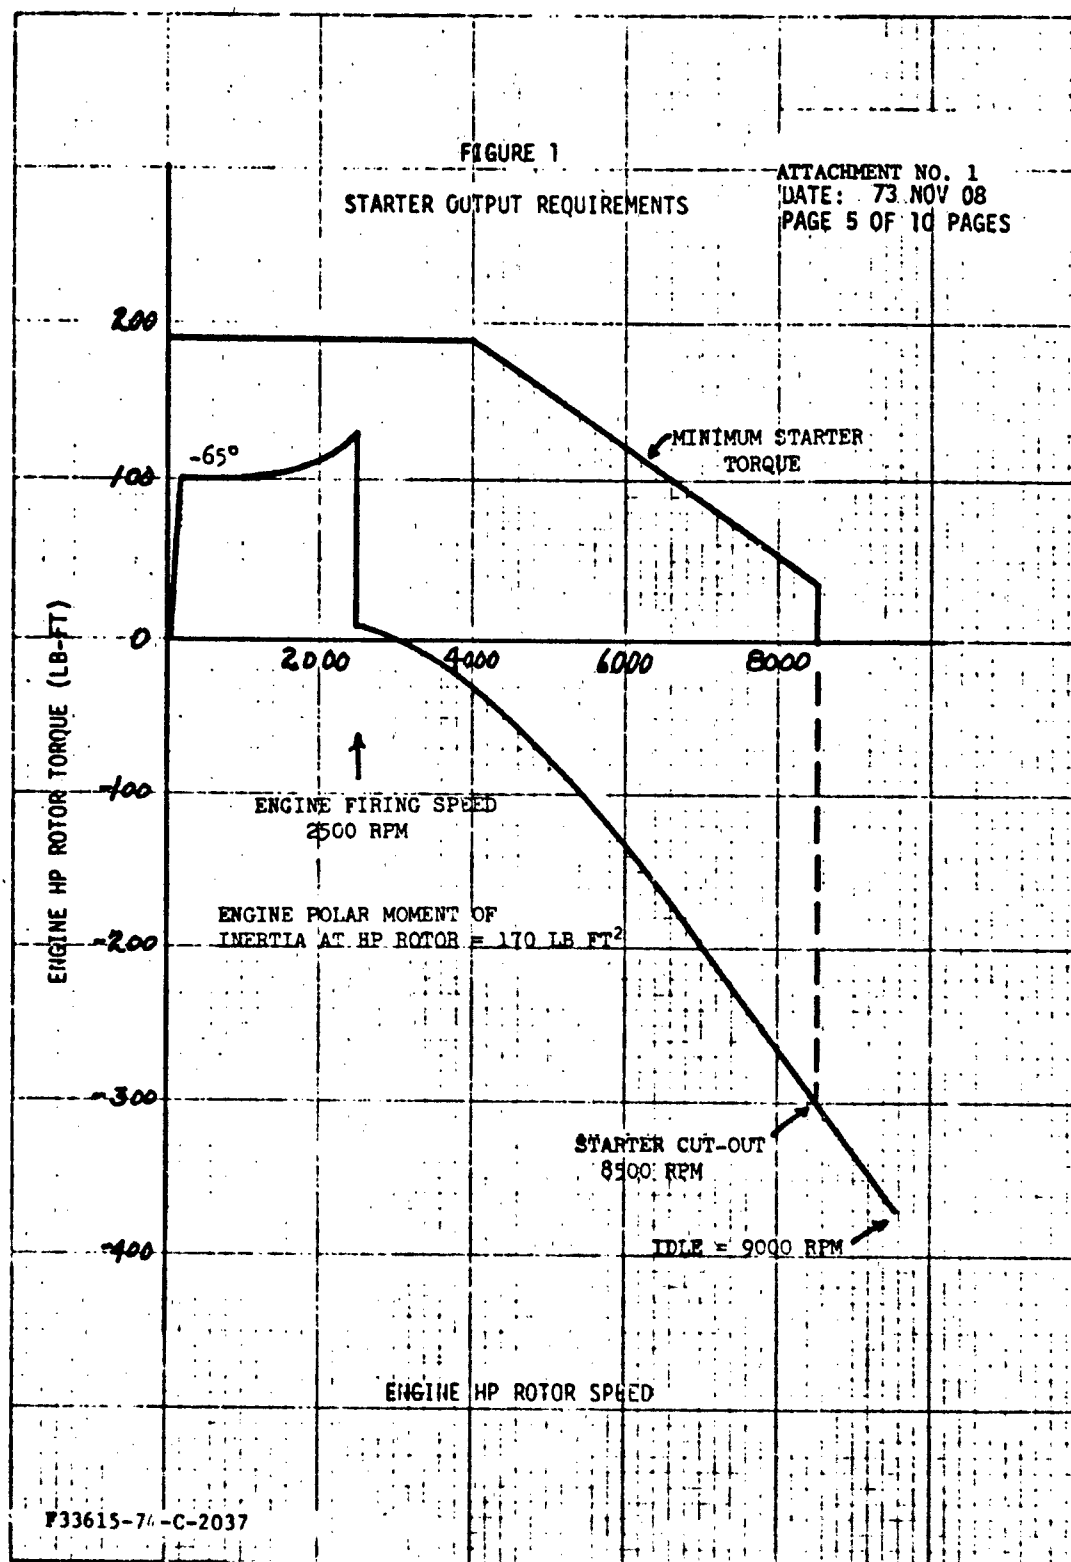 FIGURE 1
STARTER OUTPUT REQUIREMENTS
ATTACHMENT NO. 1
DATE: 73 NOV 08
PAGE 5 OF 10 PAGES
200
-65°
100
MINIMUM STARTER
TORQUE
0
2000
4000
6000
8000
ENGINE HP ROTOR TORQUE (LB-FT)
-100
ENGINE FIRING SPEED
2500 RPM
ENGINE POLAR MOMENT OF
INERTIA AT HP ROTOR = 170 LB FT²
-200
-300
STARTER CUT-OUT
8500 RPM
-400
IDLE = 9000 RPM
ENGINE HP ROTOR SPEED
F33615-74-C-2037